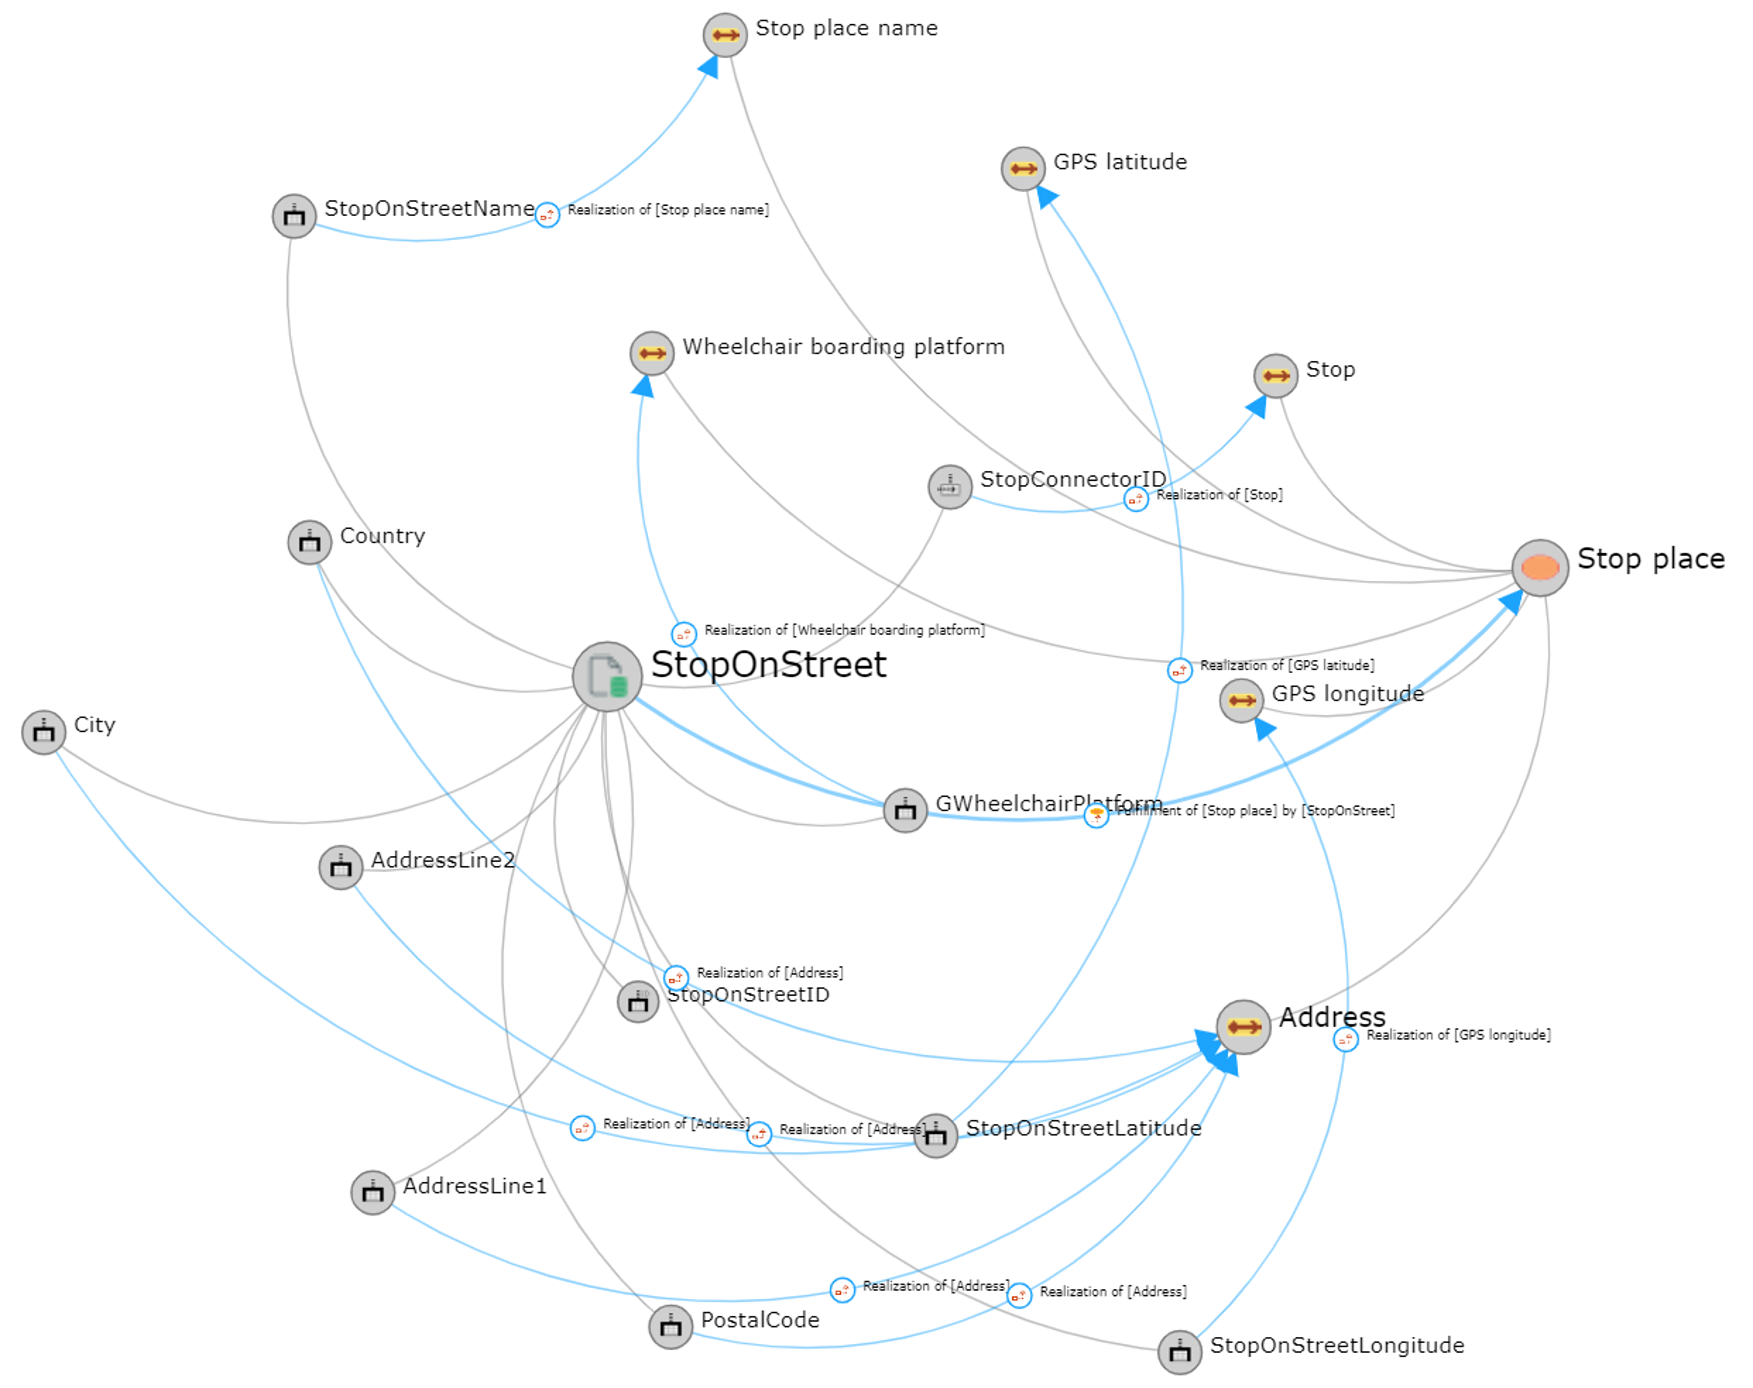 Stop place name
GPS latitude
StopOnStreetName
Realization of [Stop place name]
Wheelchair boarding platform
Stop
StopConnectorID
Realization of [Stop]
Country
Stop place
Realization of [Wheelchair boarding platform]
StopOnStreet
Realization of [GPS latitude]
GPS longitude
City
GWheelchairPlatform
Fulfillment of [Stop place] by [StopOnStreet]
AddressLine2
Realization of [Address]
StopOnStreetID
Address
Realization of [GPS longitude]
Realization of [Address]
Realization of [Address]
StopOnStreetLatitude
AddressLine1
Realization of [Address]
Realization of [Address]
PostalCode
StopOnStreetLongitude